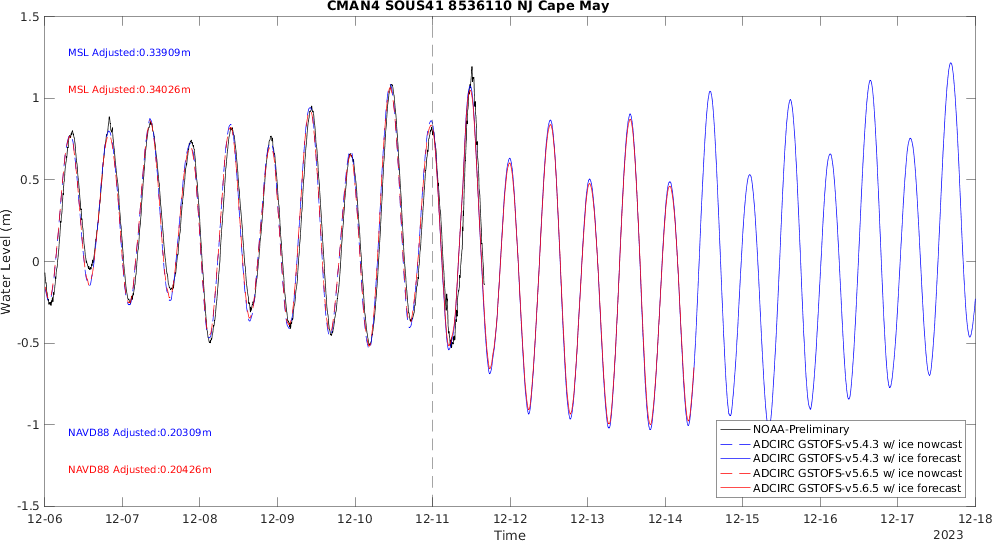 CMAN4 SOUS41 8536110 NJ Cape May
1.5
1
0.5
0
-0.5
-1
-1.5
Water Level (m)
MSL Adjusted:0.33909m
MSL Adjusted:0.34026m
NAVD88 Adjusted:0.20309m
NAVD88 Adjusted:0.20426m
NOAA-Preliminary
ADCIRC GSTOFS-v5.4.3 w/ ice nowcast
ADCIRC GSTOFS-v5.4.3 w/ ice forecast
ADCIRC GSTOFS-v5.6.5 w/ ice nowcast
ADCIRC GSTOFS-v5.6.5 w/ ice forecast
12-06 12-07 12-08 12-09 12-10 12-11 12-12 12-13 12-14 12-15 12-16 12-17 12-18
Time
2023